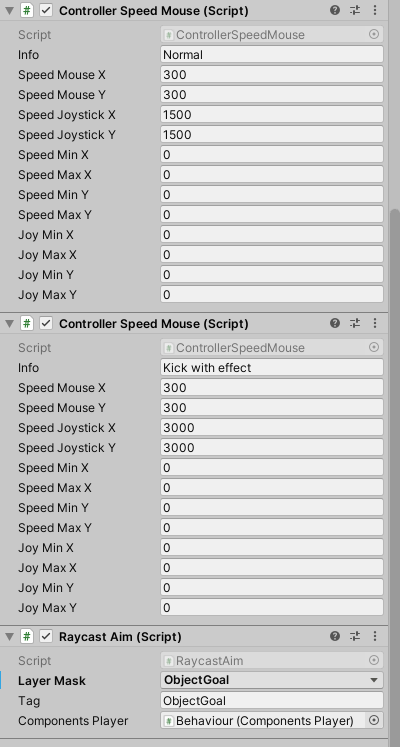 Controller Speed Mouse (Script)
Script ControllerSpeedMouse
Info Normal
Speed Mouse X 300
Speed Mouse Y 300
Speed Joystick X 1500
Speed Joystick Y 1500
Speed Min X 0
Speed Max X 0
Speed Min Y 0
Speed Max Y 0
Joy Min X 0
Joy Max X 0
Joy Min Y 0
Joy Max Y 0
Controller Speed Mouse (Script)
Script ControllerSpeedMouse
Info Kick with effect
Speed Mouse X 300
Speed Mouse Y 300
Speed Joystick X 3000
Speed Joystick Y 3000
Speed Min X 0
Speed Max X 0
Speed Min Y 0
Speed Max Y 0
Joy Min X 0
Joy Max X 0
Joy Min Y 0
Joy Max Y 0
Raycast Aim (Script)
Script RaycastAim
Layer Mask ObjectGoal
Tag ObjectGoal
Components Player Behaviour (Components Player)